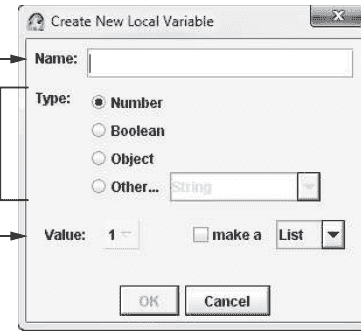 Create New Local Variable
Name:
Type:
Number
Boolean
Object
Other... String
Value: 1 make a List
OK Cancel